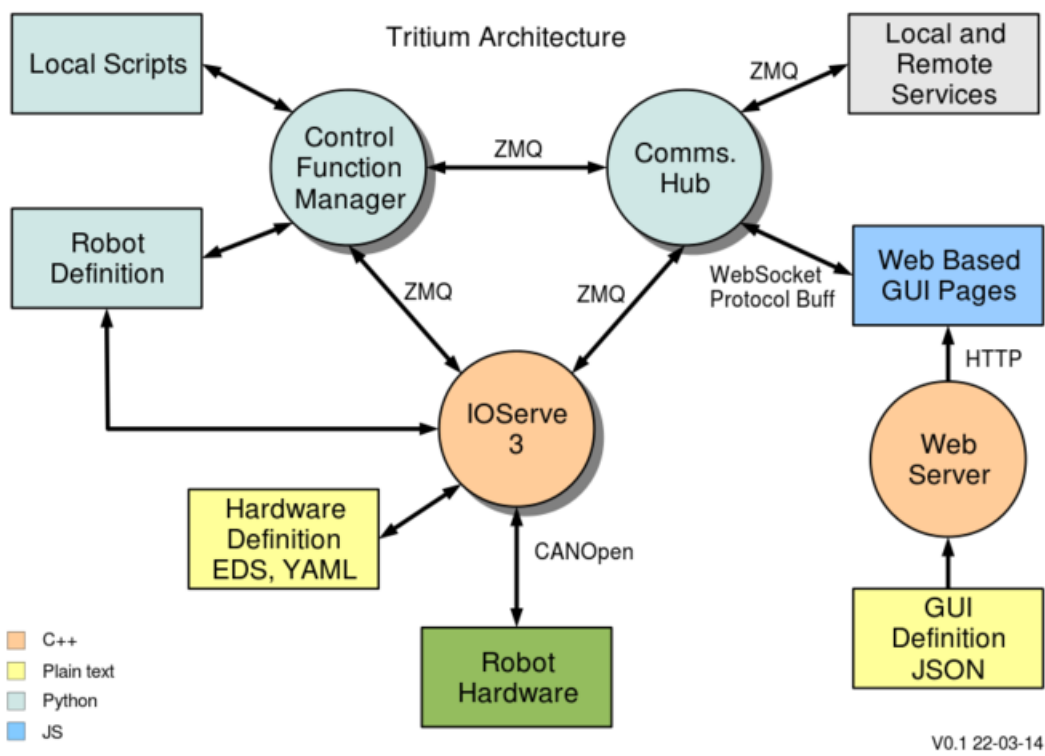 Tritium Architecture
Local Scripts
Control
Function
Manager
ZMQ
Comms.
Hub
ZMQ
Local and
Remote
Services
Robot
Definition
ZMQ
ZMQ
WebSocket
Protocol Buff
Web Based
GUI Pages
HTTP
IOServe
3
Web
Server
Hardware
Definition
EDS, YAML
CANOpen
GUI
Definition
JSON
Robot
Hardware
C++
Plain text
Python
JS
V0.1 22-03-14